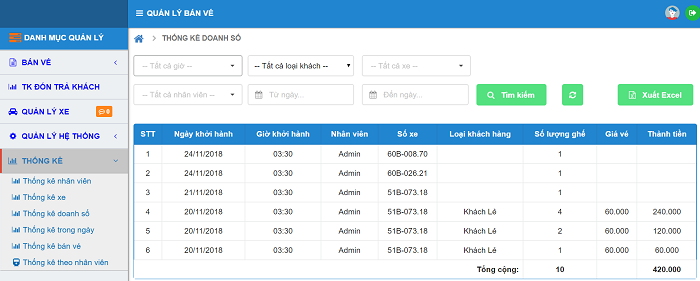 QUẢN LÝ BÁN VÉ
DANH MỤC QUẢN LÝ
BÁN VÉ
TK ĐÓN TRẢ KHÁCH
QUẢN LÝ XE 0
QUẢN LÝ HỆ THỐNG
THỐNG KÊ
Thống kê nhân viên
Thống kê xe
Thống kê doanh số
Thống kê trong ngày
Thống kê bán vé
Thống kê theo nhân viên
THỐNG KÊ DOANH SỐ
-- Tất cả giờ -- -- Tất cả loại khách -- -- Tất cả xe --
-- Tất cả nhân viên -- Từ ngày... Đến ngày... Tìm kiếm Xuất Excel
STT Ngày khởi hành Giờ khởi hành Nhân viên Số xe Loại khách hàng Số lượng ghế Giá vé Thành tiền
1 24/11/2018 03:30 Admin 60B-008.70 1
2 24/11/2018 03:30 Admin 60B-026.21 1
3 21/11/2018 03:30 Admin 51B-073.18 1
4 20/11/2018 03:30 Admin 51B-073.18 Khách Lẻ 4 60.000 240.000
5 20/11/2018 03:30 Admin 51B-073.18 Khách Lẻ 2 60.000 120.000
6 20/11/2018 03:30 Admin 51B-073.18 Khách Lẻ 1 60.000 60.000
Tổng cộng: 10 420.000